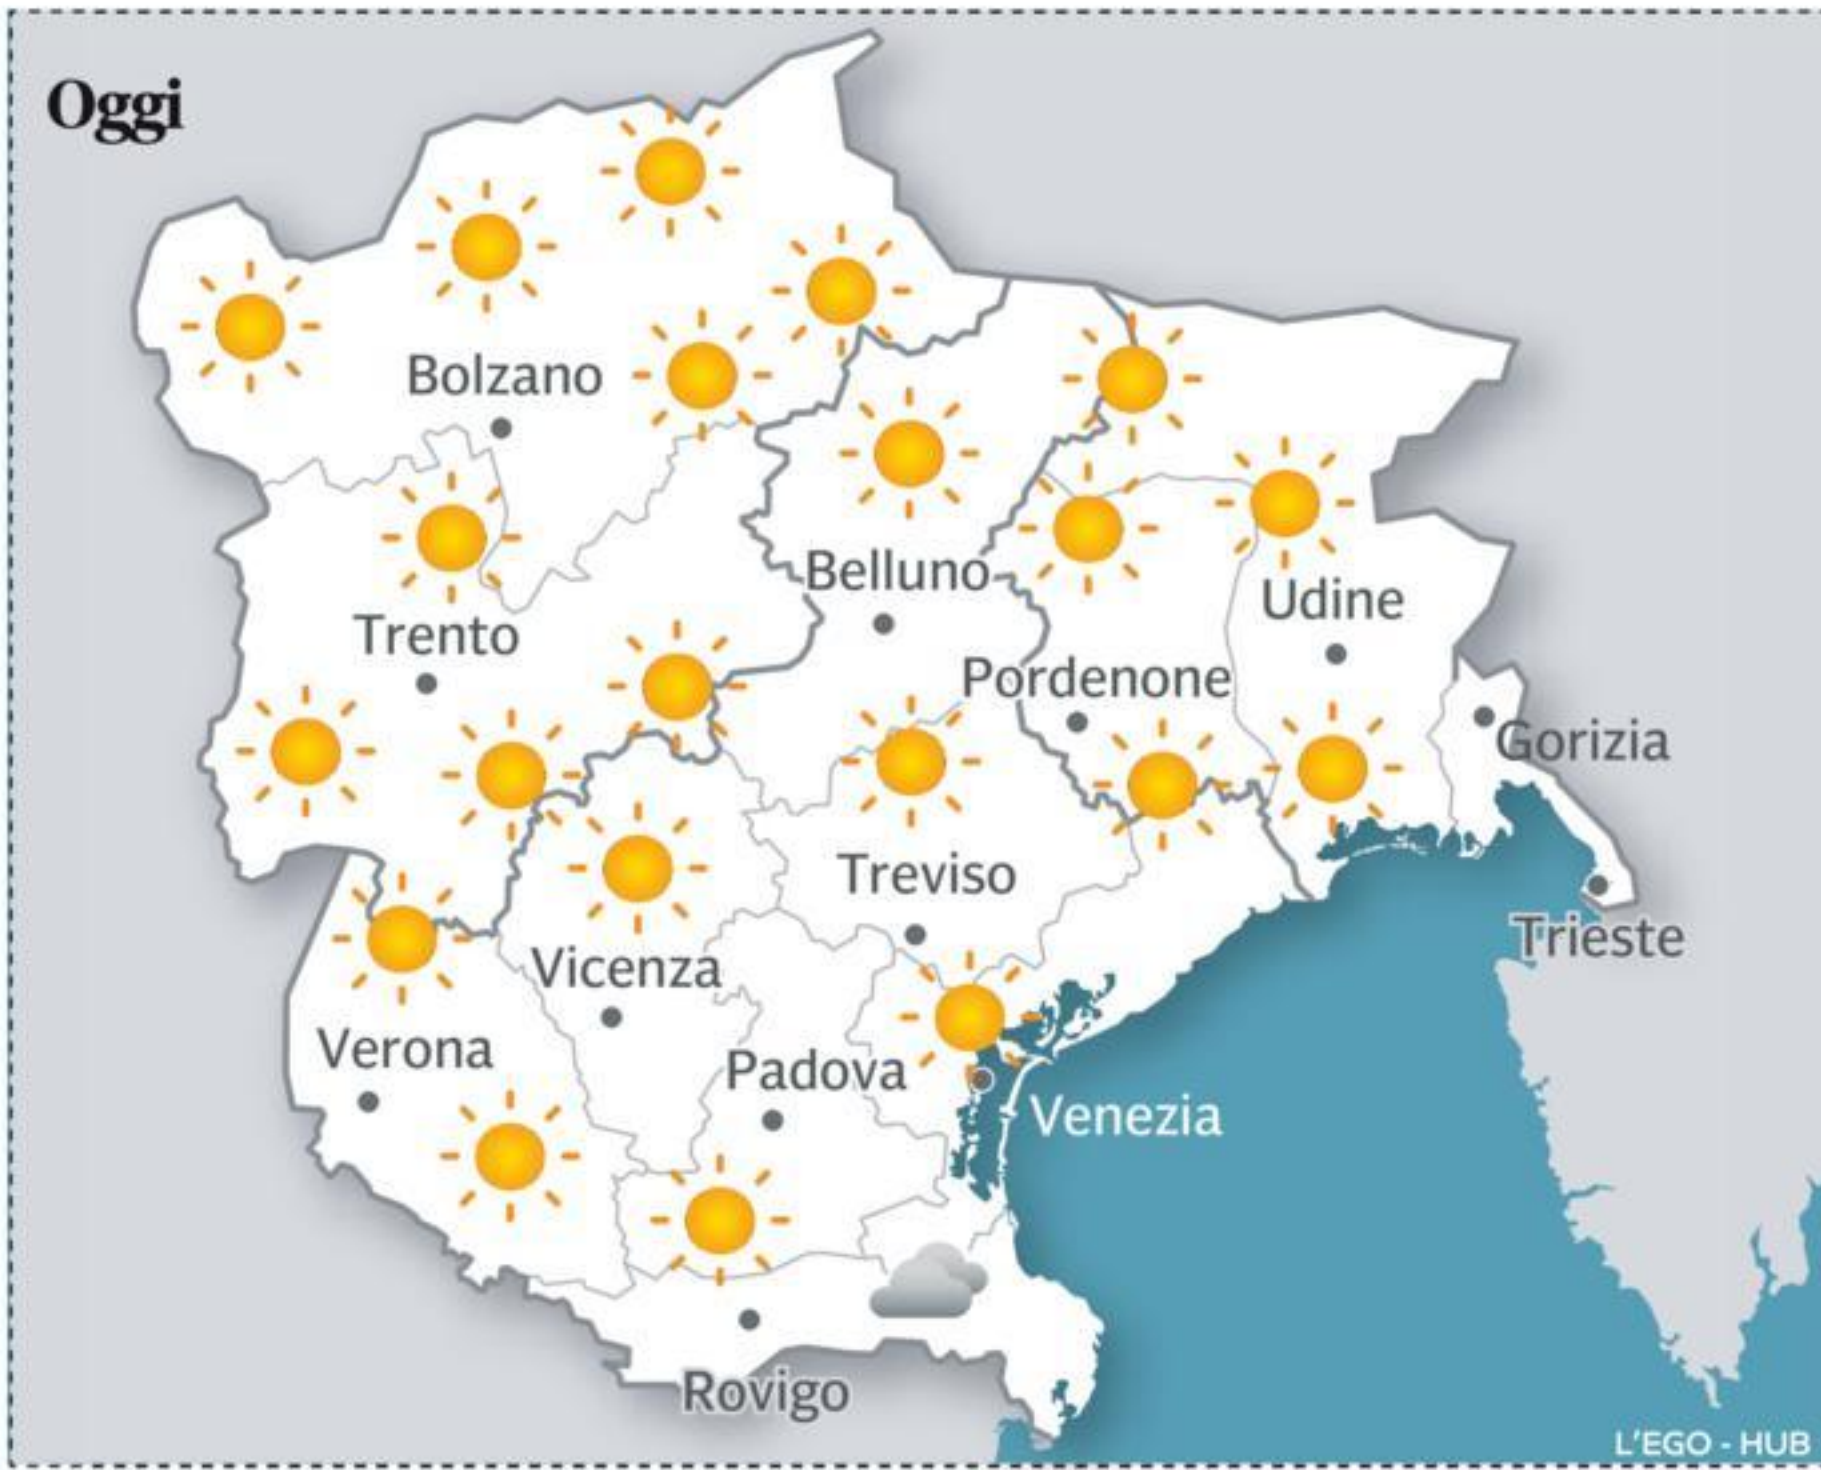 Oggi
Bolzano
Belluno
Udine
Trento
Pordenone
Gorizia
Treviso
Trieste
Vicenza
Verona
Padova
Venezia
Rovigo
L'EGO - HUB